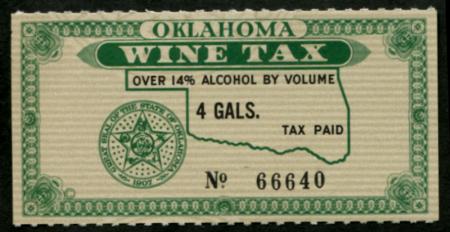 OKLAHOMA
WINE TAX
OVER 14% ALCOHOL BY VOLUME
4 GALS.
TAX PAID
GREAT SEAL OF THE STATE OF OKLAHOMA
1907
Nº 66640